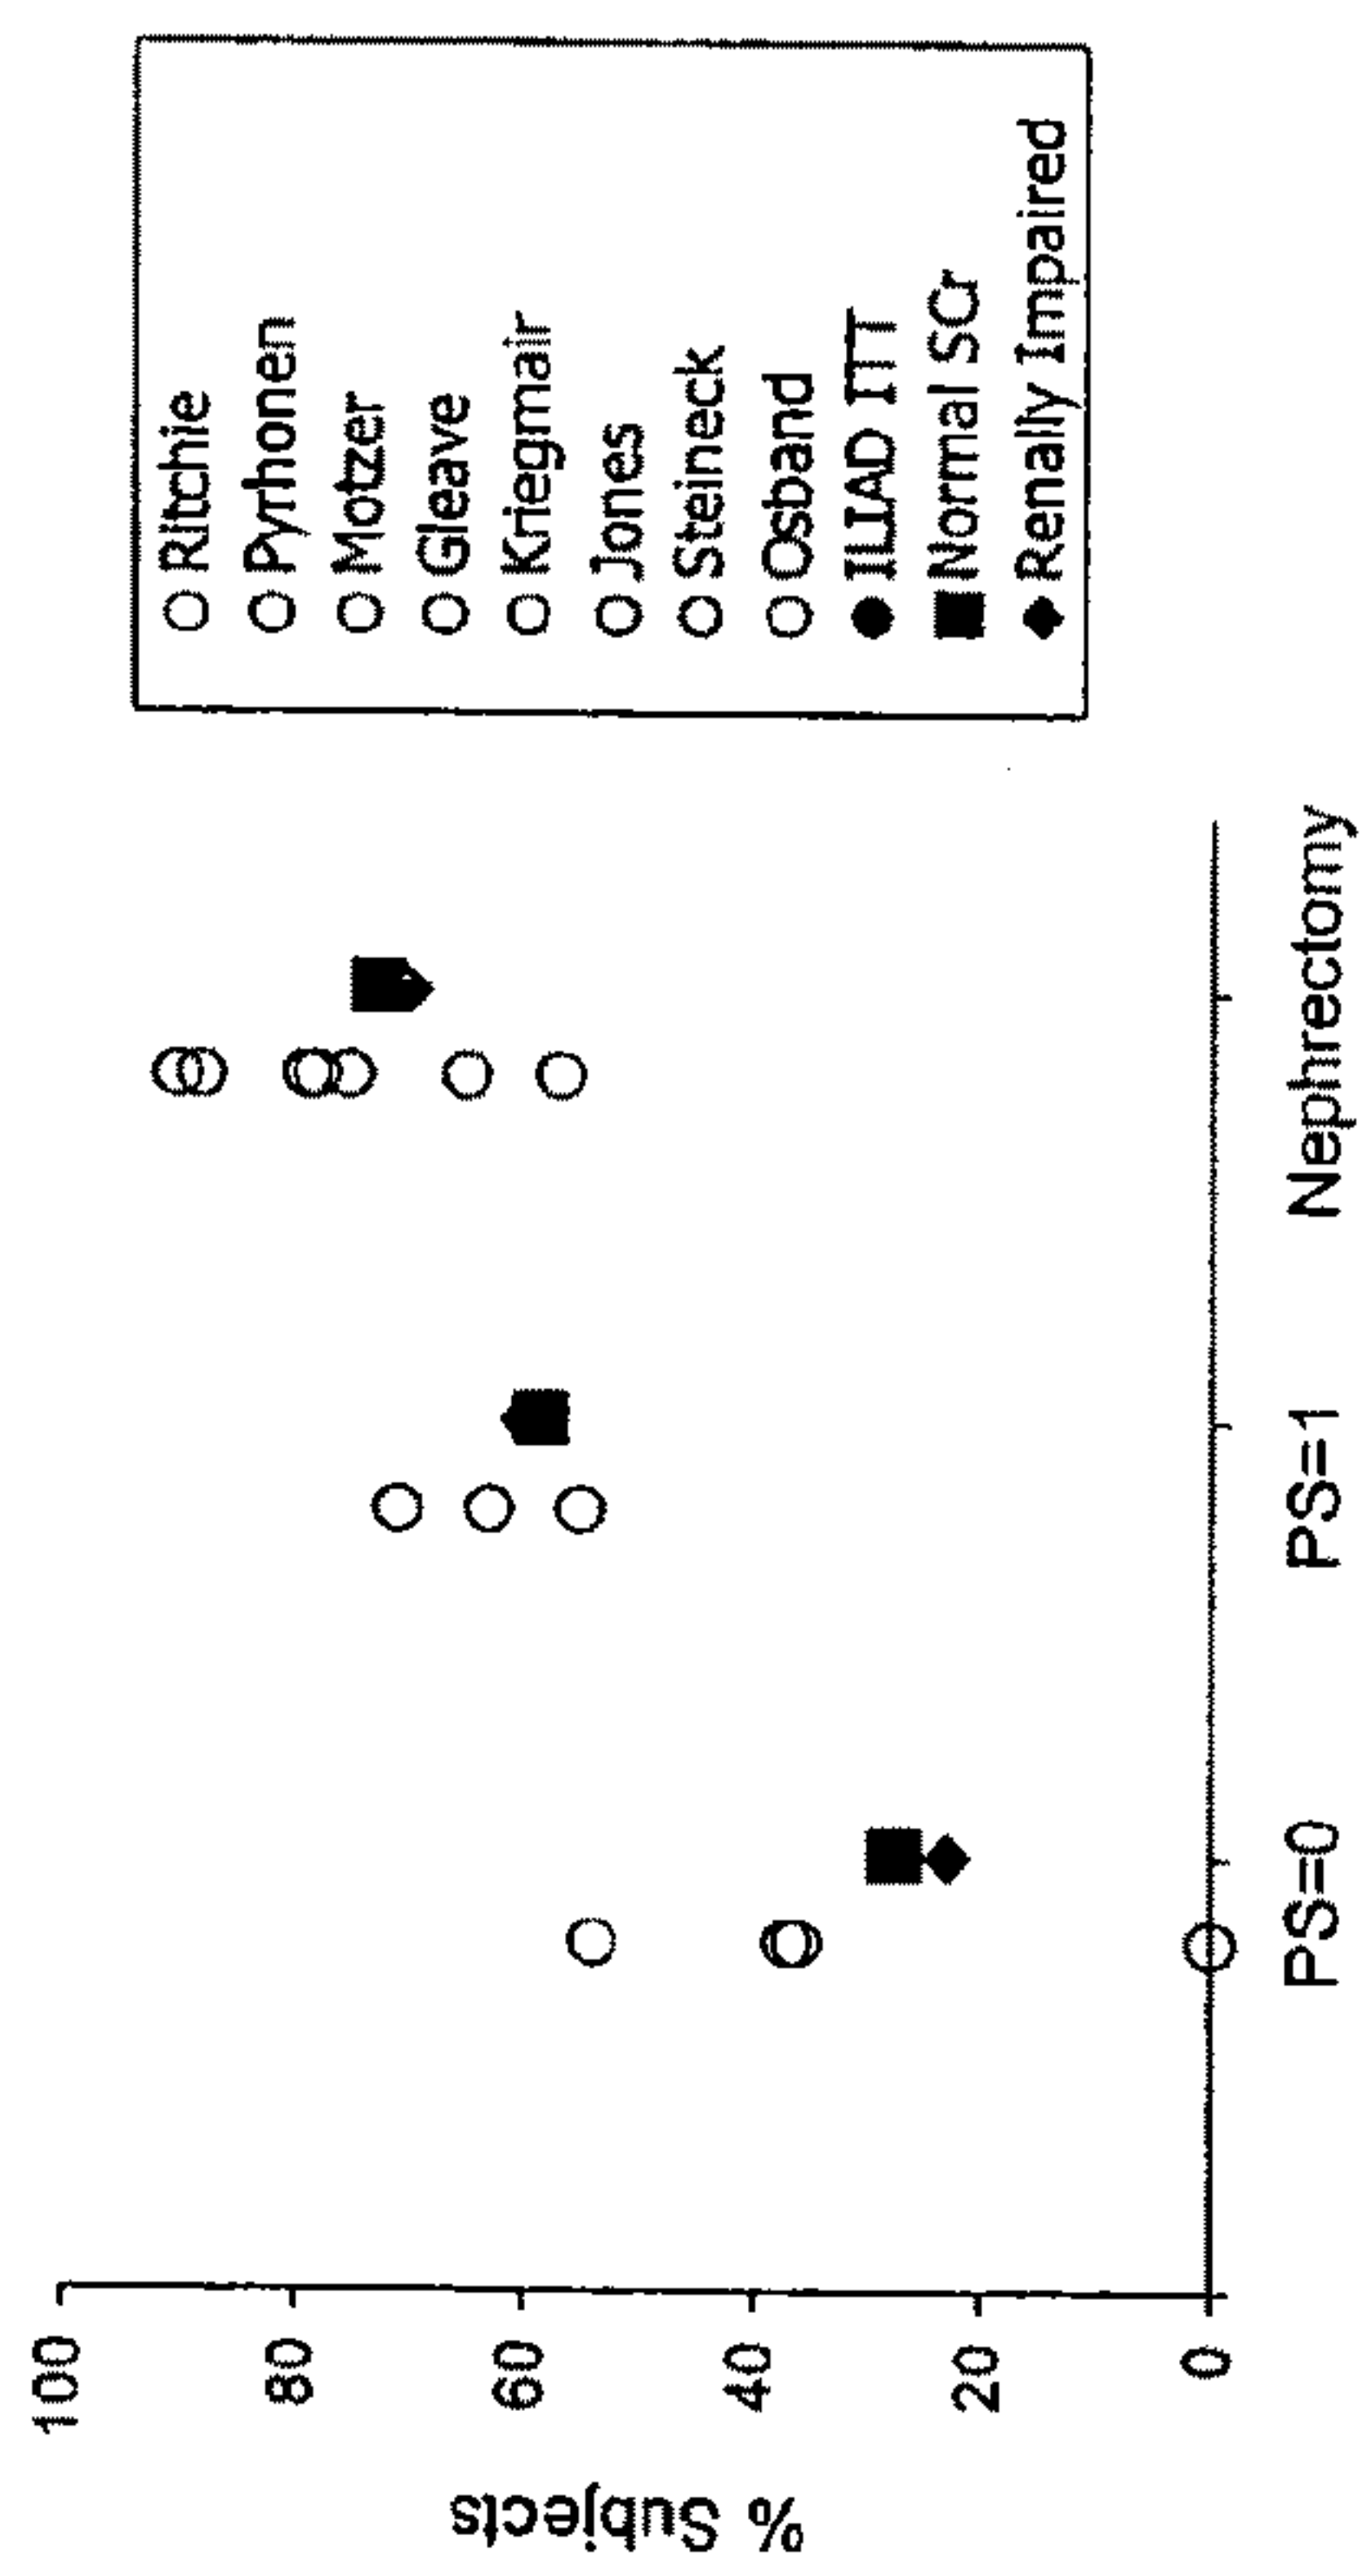 % Subjects
100
80
60
40
20
0
PS=0
PS=1
Nephrectomy
Ritchie
Pyrhonen
Motzer
Gleave
Kriegmair
Jones
Steineck
Osband
ILIAD ITT
Normal SCr
Renally Impaired